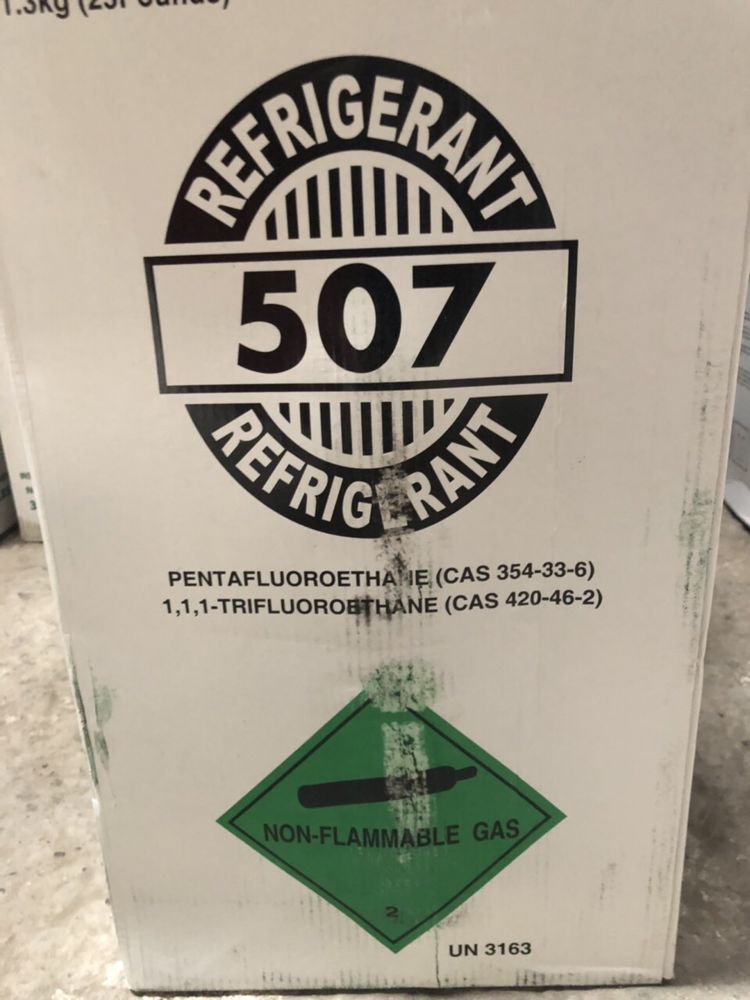 REFRIGERANT
507
REFRIGERANT
PENTAFLUOROETHANE (CAS 354-33-6)
1,1,1-TRIFLUOROETHANE (CAS 420-46-2)
NON-FLAMMABLE GAS
2
UN 3163